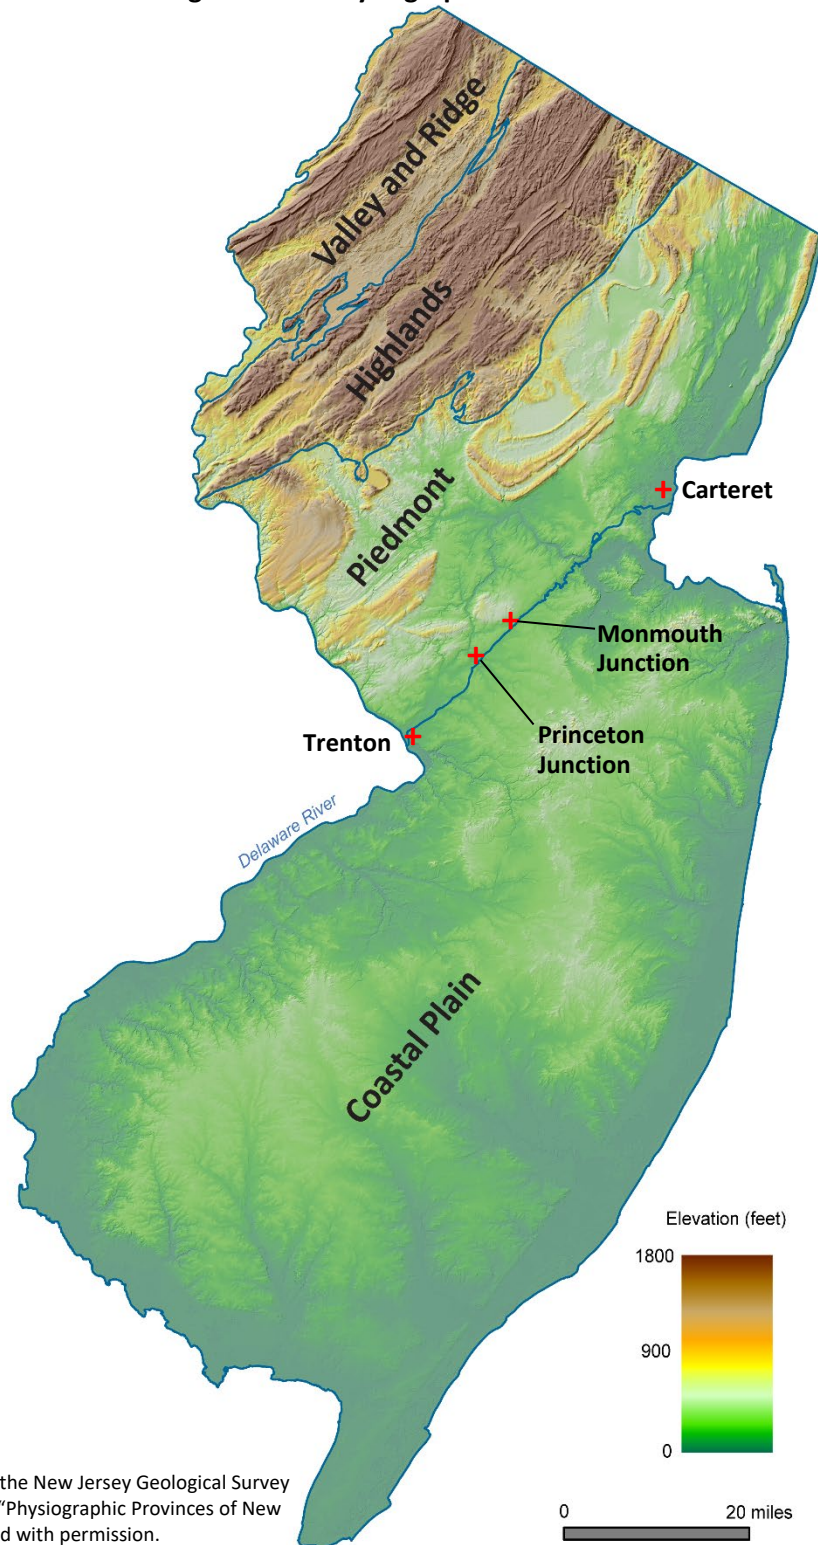 Valley and Ridge
Highlands
Piedmont
Carteret
Monmouth
Junction
Princeton
Junction
Trenton
Delaware River
Coastal Plain
Elevation (feet)
1800
900
0
the New Jersey Geological Survey
“Physiographic Provinces of New
d with permission.
0 20 miles